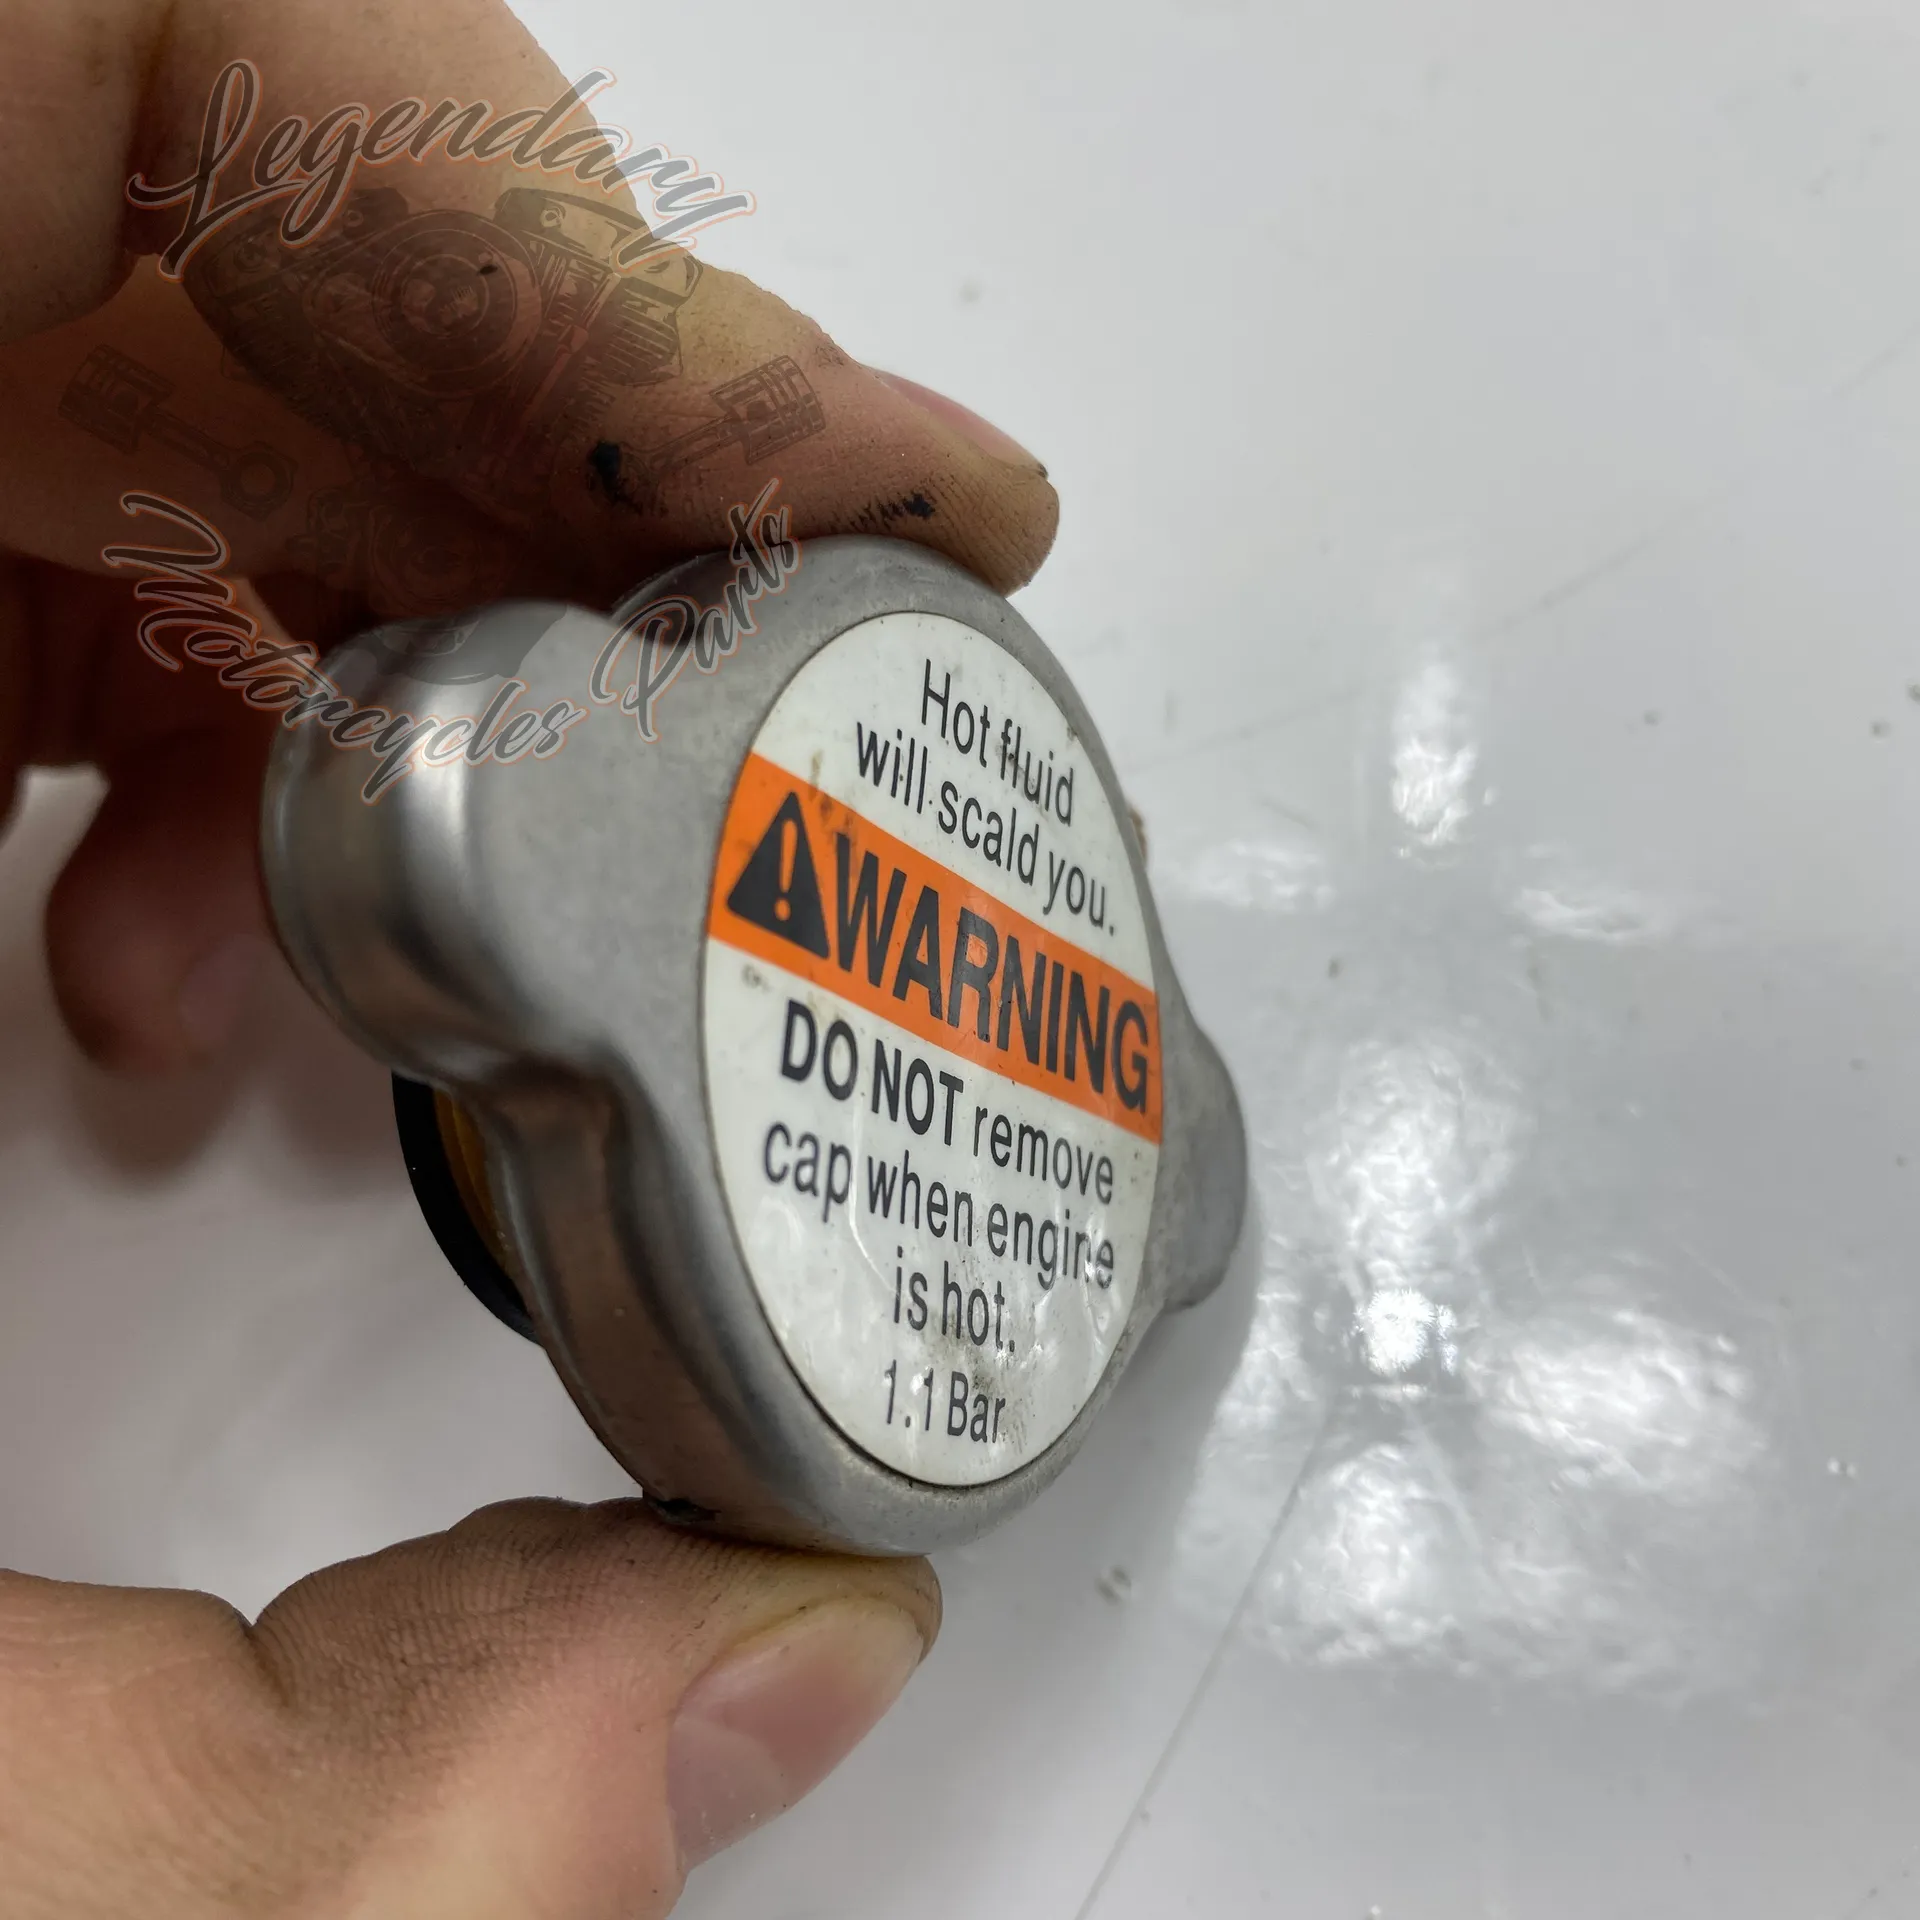 Legendary
Motorcycles Parts
Hot fluid
will scald you.
WARNING
DO NOT remove
cap when engine
is hot.
1.1 Bar